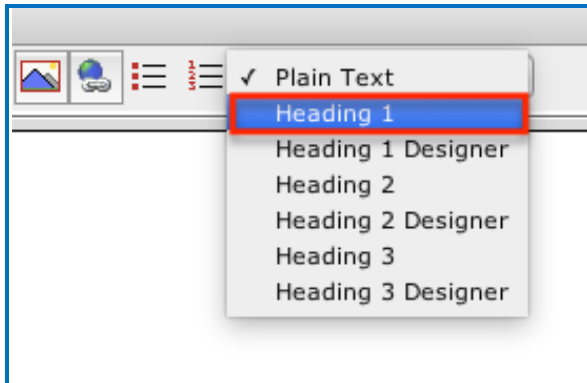 ✓ Plain Text
Heading 1
Heading 1 Designer
Heading 2
Heading 2 Designer
Heading 3
Heading 3 Designer